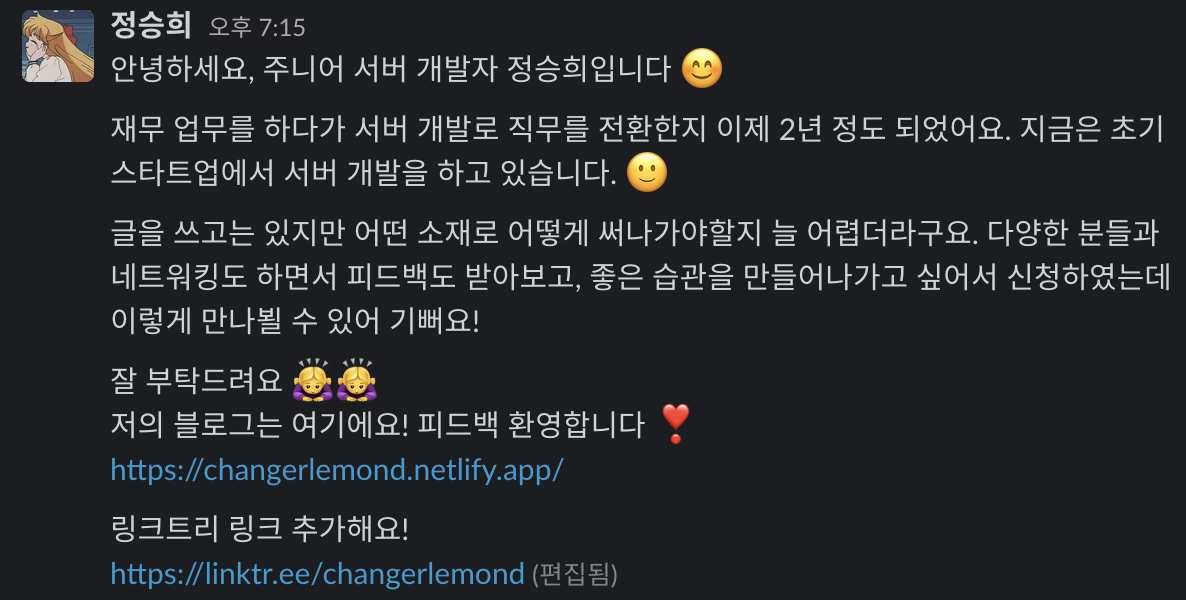 정승희 오후 7:15
안녕하세요, 주니어 서버 개발자 정승희입니다 😊
재무 업무를 하다가 서버 개발로 직무를 전환한지 이제 2년 정도 되었어요. 지금은 초기
스타트업에서 서버 개발을 하고 있습니다. 🙂
글을 쓰고는 있지만 어떤 소재로 어떻게 써나가야할지 늘 어렵더라구요. 다양한 분들과
네트워킹도 하면서 피드백도 받아보고, 좋은 습관을 만들어나가고 싶어서 신청하였는데
이렇게 만나뵐 수 있어 기뻐요!
잘 부탁드려요 🙇‍♀️🙇‍♀️
저의 블로그는 여기에요! 피드백 환영합니다 ❣️
https://changerlemond.netlify.app/
링크트리 링크 추가해요!
https://linktr.ee/changerlemond (편집됨)